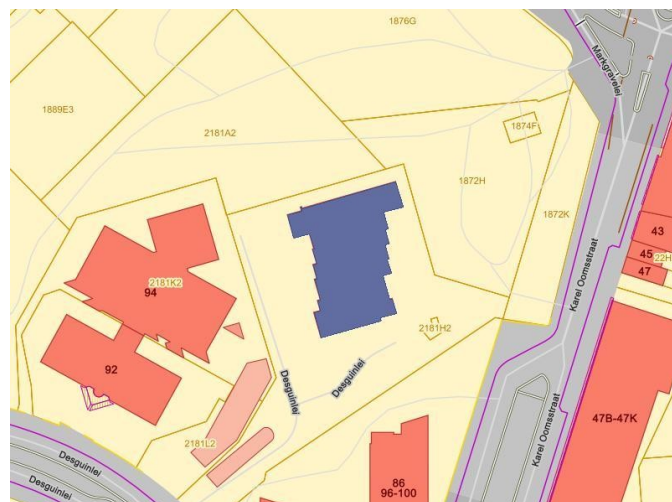 1876G
Markgravelei
1889E3
1874F
2181A2
1872H
1872K
43
45
22H
47
2181K2
94
Karel Oomsstraat
2181H2
92
Desguinlei
Desguinlei
Karel Oomsstraat
47B-47K
2181L2
Desguinlei
86
96-100
Desguinlei